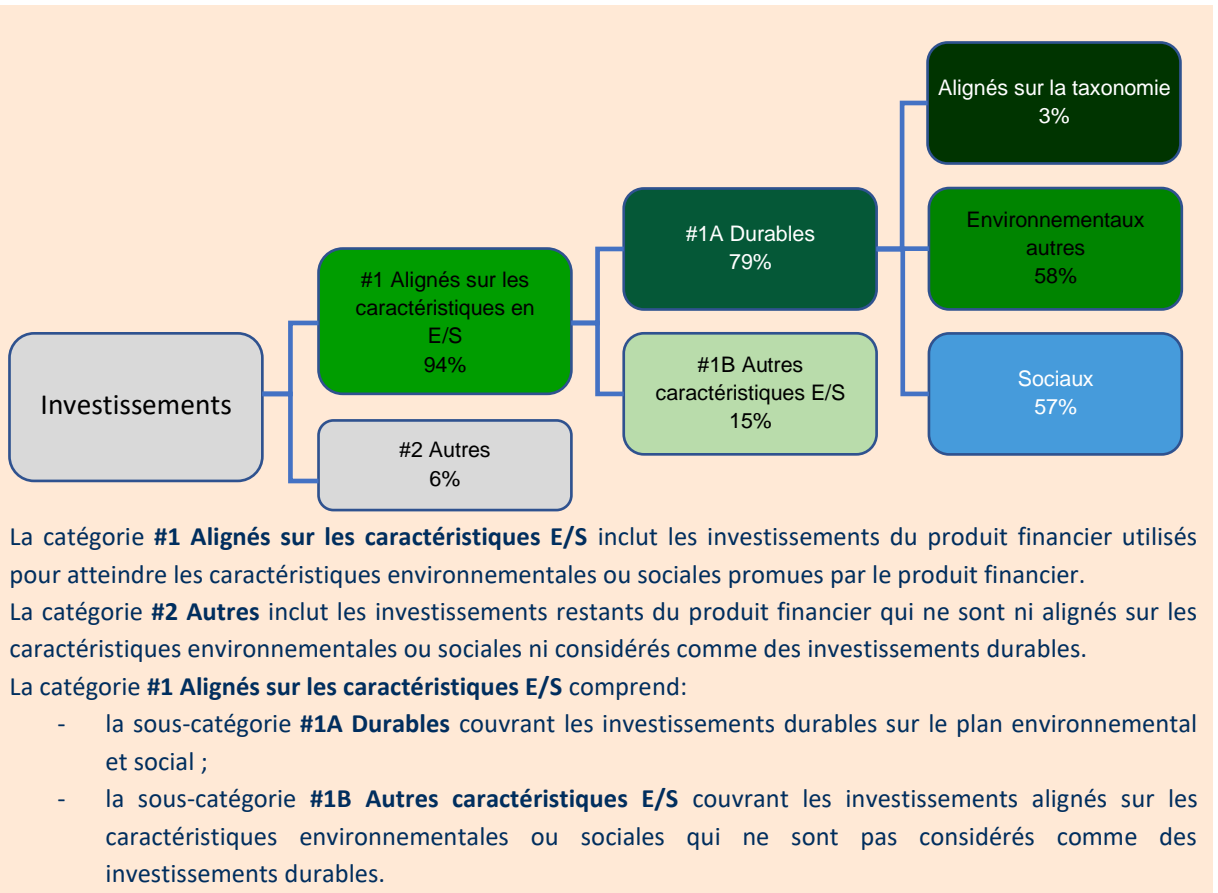 Alignés sur la taxonomie
3%
Environnementaux
autres
58%
#1A Durables
79%
#1 Alignés sur les
caractéristiques en
E/S
94%
#1B Autres
caractéristiques E/S
15%
Sociaux
57%
Investissements
#2 Autres
6%
La catégorie #1 Alignés sur les caractéristiques E/S inclut les investissements du produit financier utilisés
pour atteindre les caractéristiques environnementales ou sociales promues par le produit financier.
La catégorie #2 Autres inclut les investissements restants du produit financier qui ne sont ni alignés sur les
caractéristiques environnementales ou sociales ni considérés comme des investissements durables.
La catégorie #1 Alignés sur les caractéristiques E/S comprend:
- la sous-catégorie #1A Durables couvrant les investissements durables sur le plan environnemental
et social ;
- la sous-catégorie #1B Autres caractéristiques E/S couvrant les investissements alignés sur les
caractéristiques environnementales ou sociales qui ne sont pas considérés comme des
investissements durables.